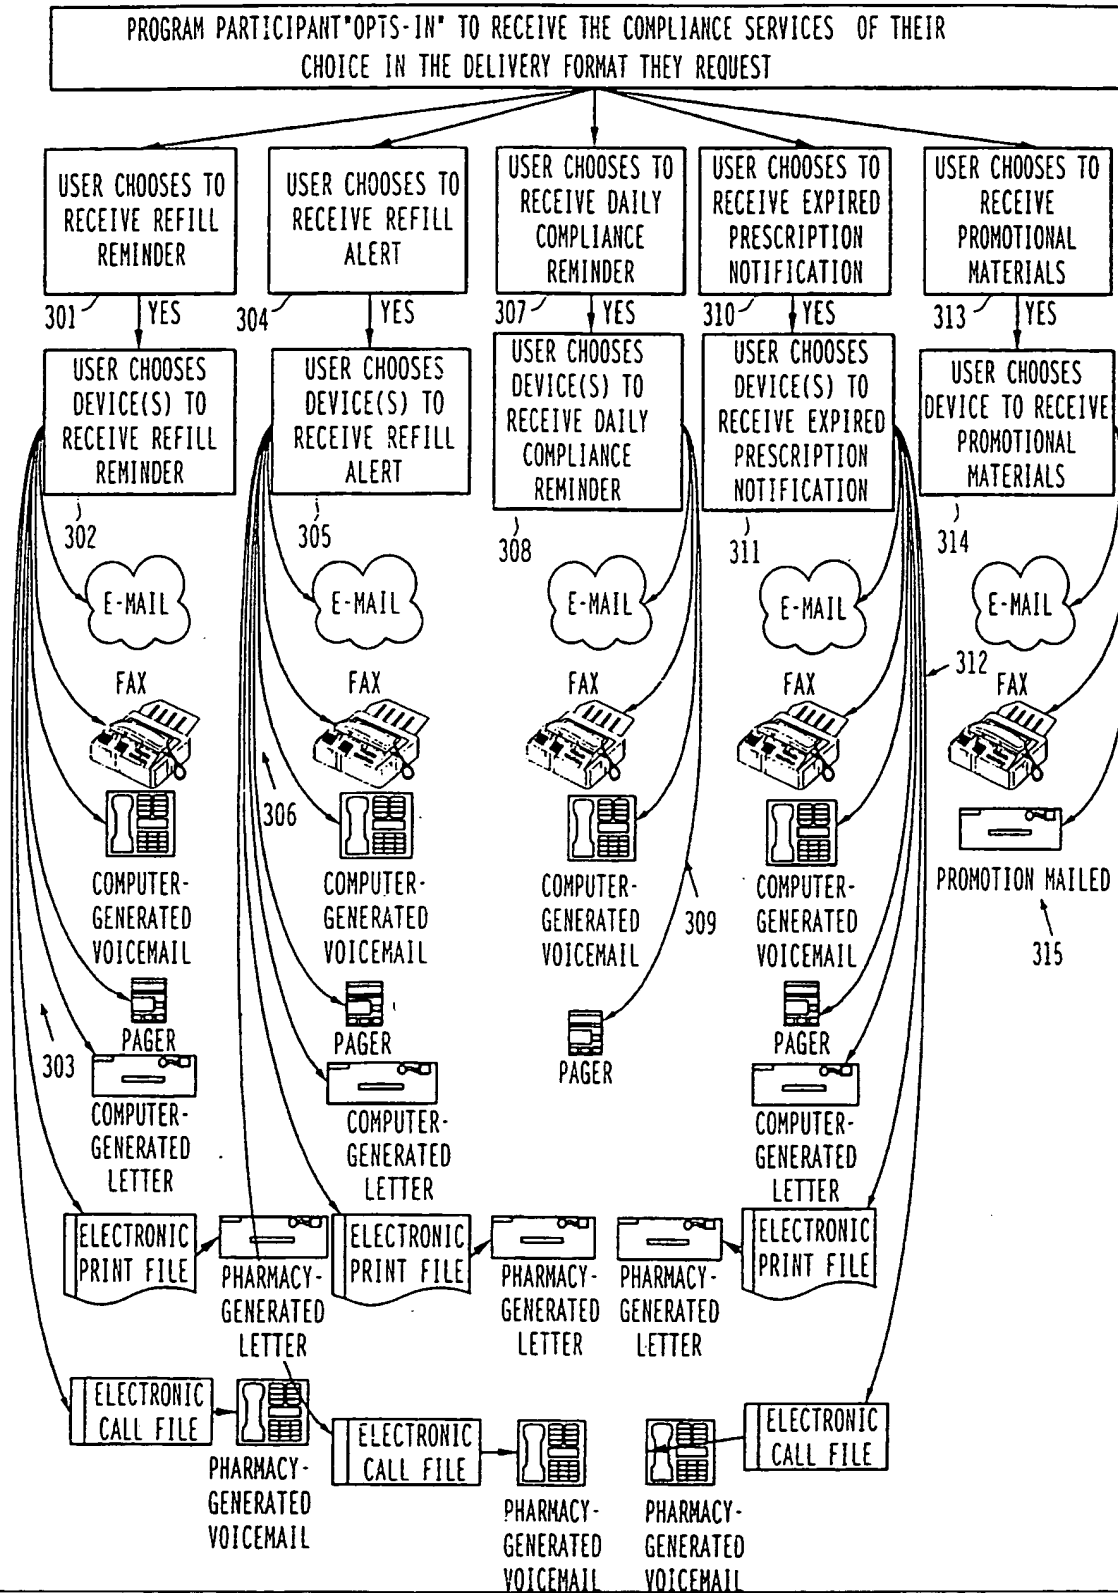 PROGRAM PARTICIPANT"OPTS-IN" TO RECEIVE THE COMPLIANCE SERVICES OF THEIR
CHOICE IN THE DELIVERY FORMAT THEY REQUEST
USER CHOOSES TO
RECEIVE REFILL
REMINDER
301
YES
USER CHOOSES
DEVICE(S) TO
RECEIVE REFILL
REMINDER
302
E-MAIL
FAX
COMPUTER-
GENERATED
VOICEMAIL
PAGER
303
COMPUTER-
GENERATED
LETTER
ELECTRONIC
PRINT FILE
PHARMACY-
GENERATED
LETTER
ELECTRONIC
CALL FILE
PHARMACY-
GENERATED
VOICEMAIL
USER CHOOSES TO
RECEIVE REFILL
ALERT
304
YES
USER CHOOSES
DEVICE(S) TO
RECEIVE REFILL
ALERT
305
E-MAIL
FAX
306
COMPUTER-
GENERATED
VOICEMAIL
PAGER
COMPUTER-
GENERATED
LETTER
ELECTRONIC
PRINT FILE
PHARMACY-
GENERATED
LETTER
ELECTRONIC
CALL FILE
PHARMACY-
GENERATED
VOICEMAIL
USER CHOOSES TO
RECEIVE DAILY
COMPLIANCE
REMINDER
307
YES
USER CHOOSES
DEVICE(S) TO
RECEIVE DAILY
COMPLIANCE
REMINDER
308
E-MAIL
FAX
COMPUTER-
GENERATED
VOICEMAIL
309
PAGER
USER CHOOSES TO
RECEIVE EXPIRED
PRESCRIPTION
NOTIFICATION
310
YES
USER CHOOSES
DEVICE(S) TO
RECEIVE EXPIRED
PRESCRIPTION
NOTIFICATION
311
E-MAIL
312
FAX
COMPUTER-
GENERATED
VOICEMAIL
PAGER
COMPUTER-
GENERATED
LETTER
ELECTRONIC
PRINT FILE
PHARMACY-
GENERATED
LETTER
ELECTRONIC
CALL FILE
PHARMACY-
GENERATED
VOICEMAIL
USER CHOOSES TO
RECEIVE
PROMOTIONAL
MATERIALS
313
YES
USER CHOOSES
DEVICE TO RECEIVE
PROMOTIONAL
MATERIALS
314
E-MAIL
FAX
PROMOTION MAILED
315